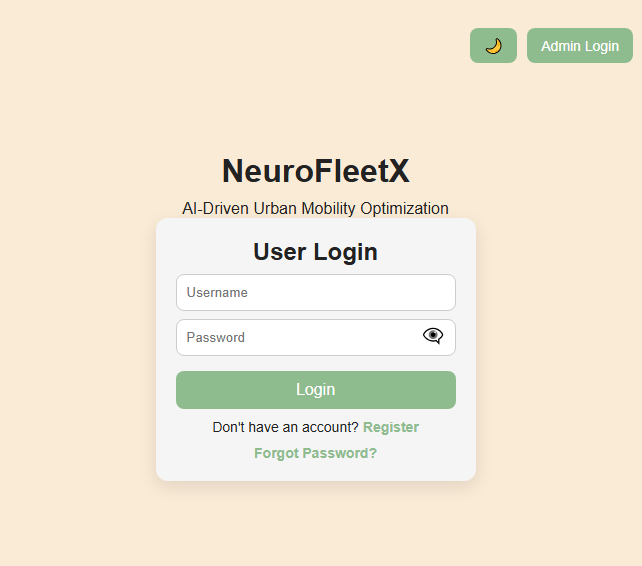 Admin Login
NeuroFleetX
AI-Driven Urban Mobility Optimization
User Login
Username
Password
Login
Don't have an account? Register
Forgot Password?